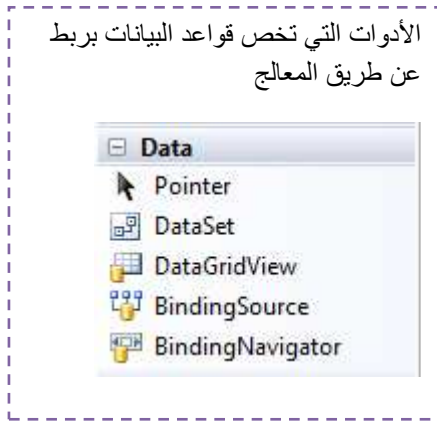 الأدوات التي تخص قواعد البيانات بربط
عن طريق المعالج
Data
Pointer
DataSet
DataGridView
BindingSource
BindingNavigator